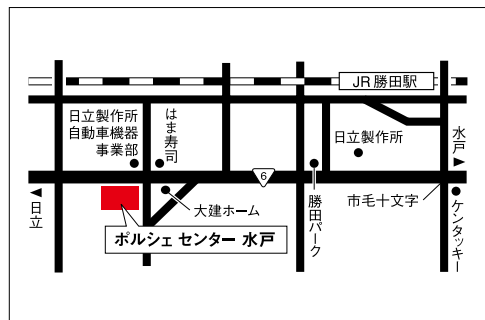 JR 勝田駅
日立製作所
自動車機器
事業部
はま寿司
日立製作所
水戸
6
日立
大建ホーム
勝田パーク
市毛十文字
ケンタッキー
ポルシェ センター 水戸